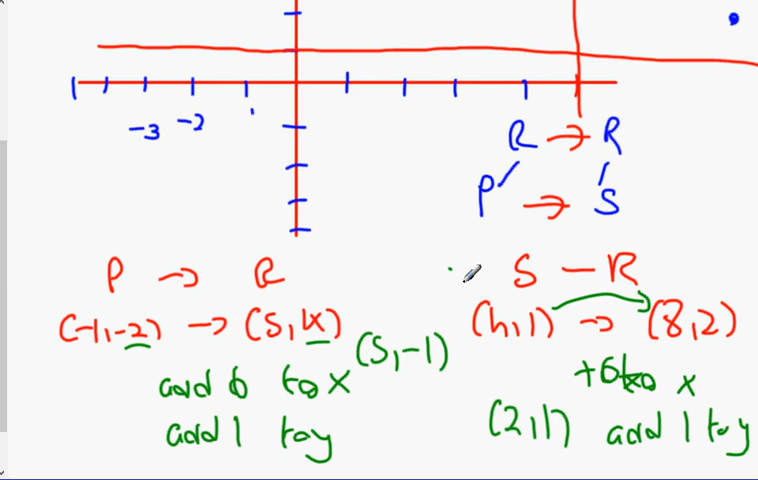 -3 -2
R → R
P → S
P → R
S - R
(-1,-2) → (5,k)
(h,1) → (8,2)
(5,-1)
add 6 to x
add 1 to y
+6 to x
(2,1)
add 1 to y